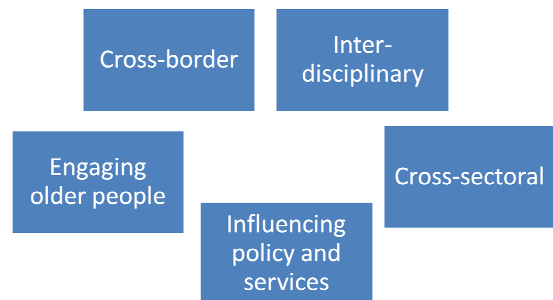 Cross-border
Inter-
disciplinary
Engaging
older people
Cross-sectoral
Influencing
policy and
services